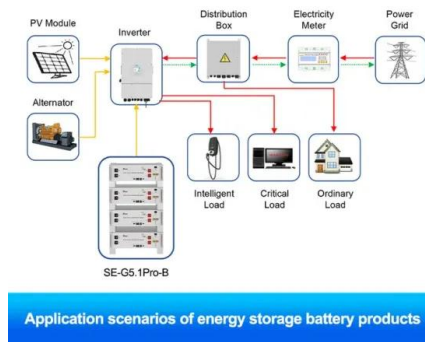 PV Module
Inverter
Distribution
Box
Electricity
Meter
Power
Grid
Alternator
Intelligent
Load
Critical
Load
Ordinary
Load
SE-G5.1Pro-B
Application scenarios of energy storage battery products